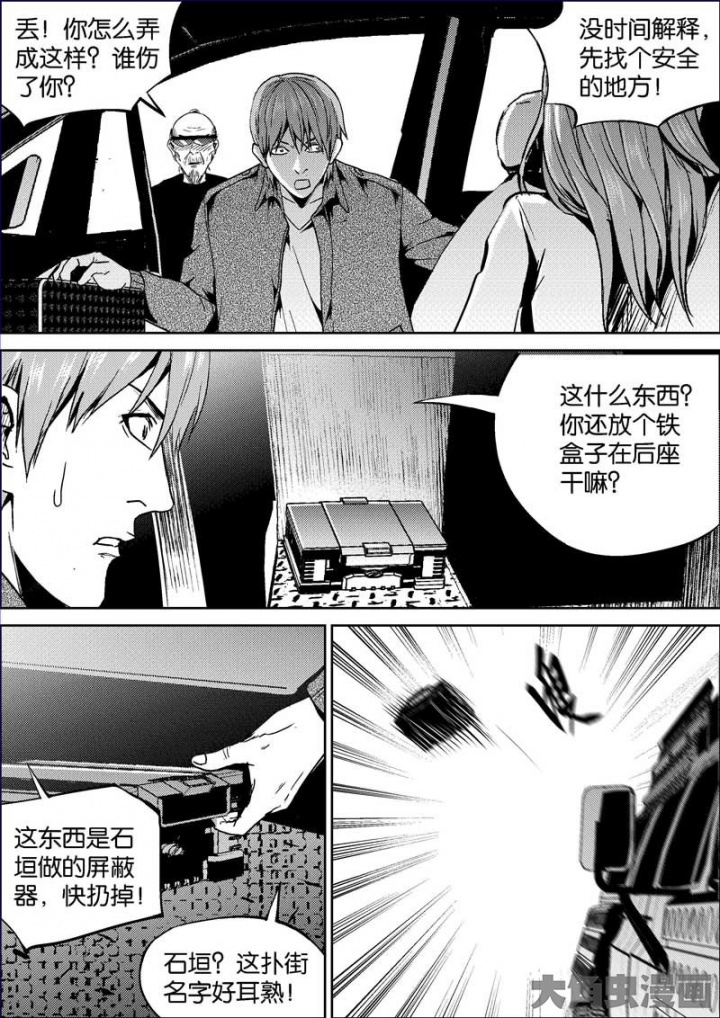 丢！你怎么弄
成这样？谁伤
了你？
没时间解释，
先找个安全
的地方！
这什么东西？
你还放个铁
盒子在后座
干嘛？
这东西是石
垣做的屏蔽
器，快扔掉！
石垣？这扑街
名字好耳熟！
大角虫漫画